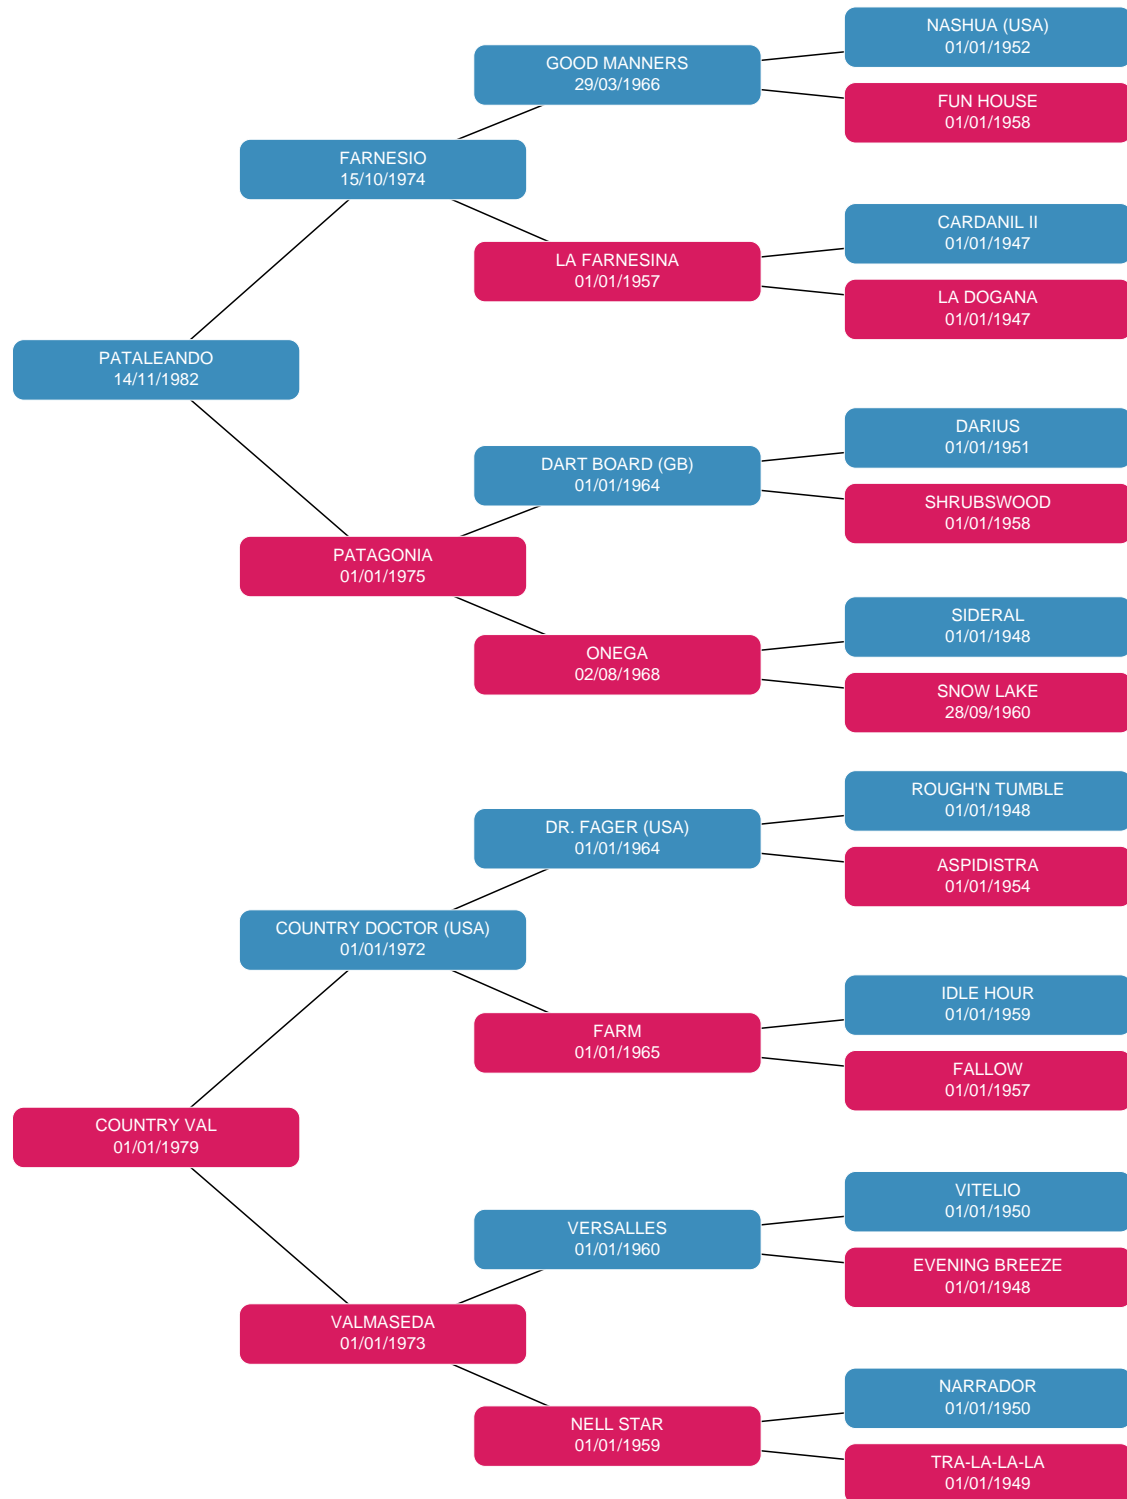 NASHUA (USA)
01/01/1952
GOOD MANNERS
29/03/1966
FUN HOUSE
01/01/1958
FARNESIO
15/10/1974
CARDANIL II
01/01/1947
LA FARNESINA
01/01/1957
LA DOGANA
01/01/1947
PATALEANDO
14/11/1982
DARIUS
01/01/1951
DART BOARD (GB)
01/01/1964
SHRUBSWOOD
01/01/1958
PATAGONIA
01/01/1975
SIDERAL
01/01/1948
ONEGA
02/08/1968
SNOW LAKE
28/09/1960
ROUGH'N TUMBLE
01/01/1948
DR. FAGER (USA)
01/01/1964
ASPIDISTRA
01/01/1954
COUNTRY DOCTOR (USA)
01/01/1972
IDLE HOUR
01/01/1959
FARM
01/01/1965
FALLOW
01/01/1957
COUNTRY VAL
01/01/1979
VITELIO
01/01/1950
VERSALLES
01/01/1960
EVENING BREEZE
01/01/1948
VALMASEDA
01/01/1973
NARRADOR
01/01/1950
NELL STAR
01/01/1959
TRA-LA-LA-LA
01/01/1949